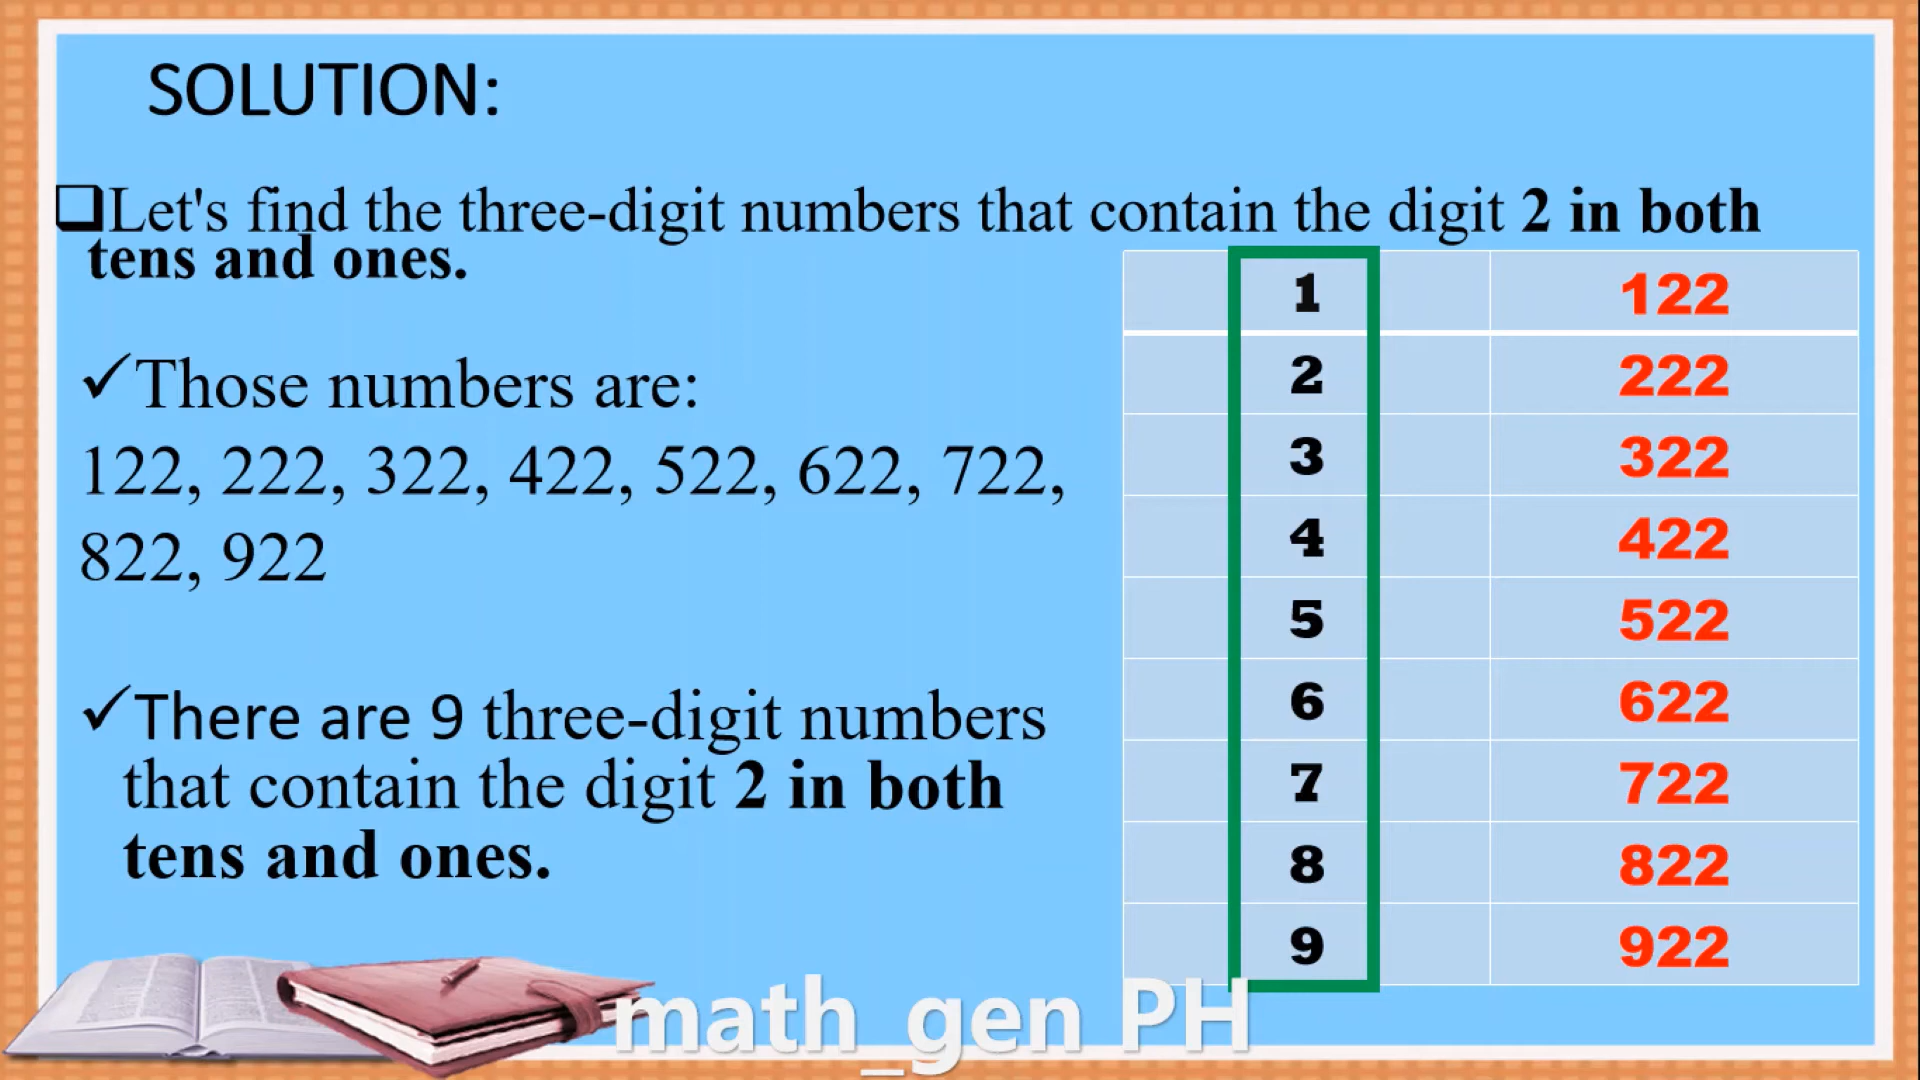 SOLUTION:
❑Let's find the three-digit numbers that contain the digit 2 in both
tens and ones.
✓Those numbers are:
122, 222, 322, 422, 522, 622, 722,
822, 922
✓There are 9 three-digit numbers
that contain the digit 2 in both
tens and ones.
1 122
2 222
3 322
4 422
5 522
6 622
7 722
8 822
9 922
math_gen PH